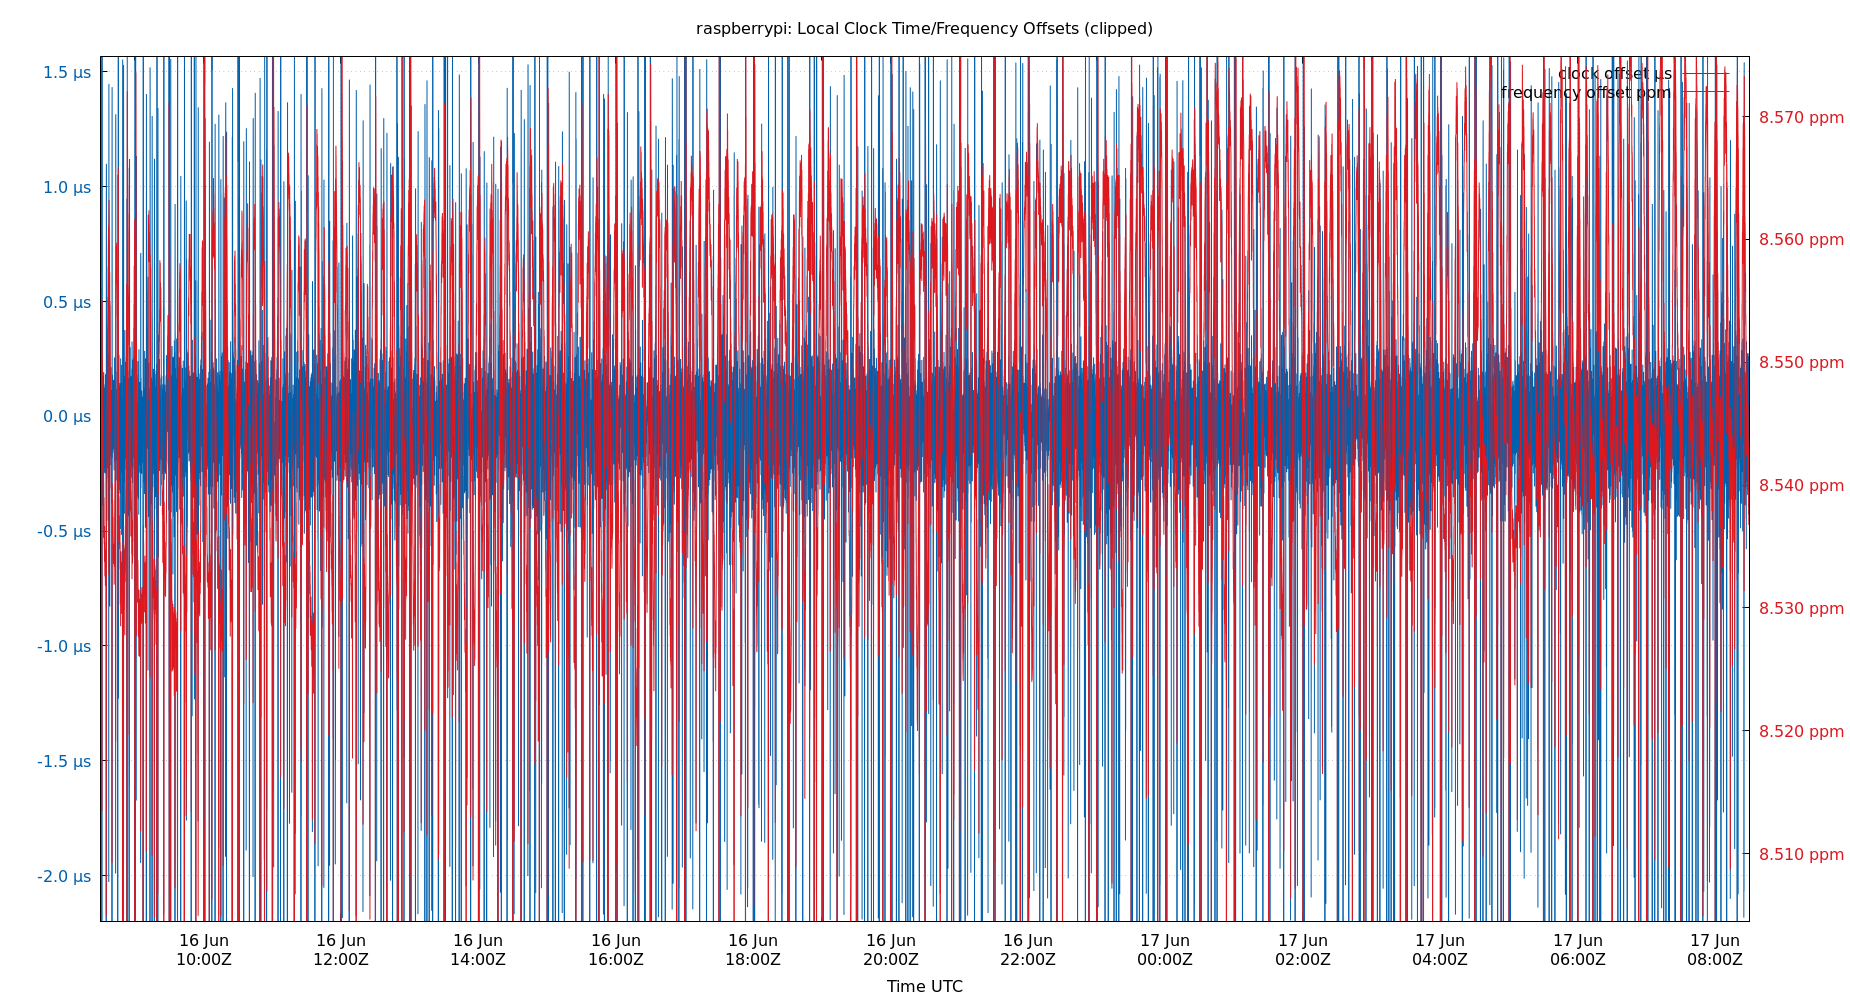 raspberrypi: Local Clock Time/Frequency Offsets (clipped)
1.5 µs
1.0 µs
0.5 µs
0.0 µs
-0.5 µs
-1.0 µs
-1.5 µs
-2.0 µs
clock offset µs
frequency offset ppm
8.570 ppm
8.560 ppm
8.550 ppm
8.540 ppm
8.530 ppm
8.520 ppm
8.510 ppm
16 Jun 16 Jun 16 Jun 16 Jun 16 Jun 16 Jun 16 Jun 17 Jun 17 Jun 17 Jun 17 Jun 17 Jun
10:00Z 12:00Z 14:00Z 16:00Z 18:00Z 20:00Z 22:00Z 00:00Z 02:00Z 04:00Z 06:00Z 08:00Z
Time UTC